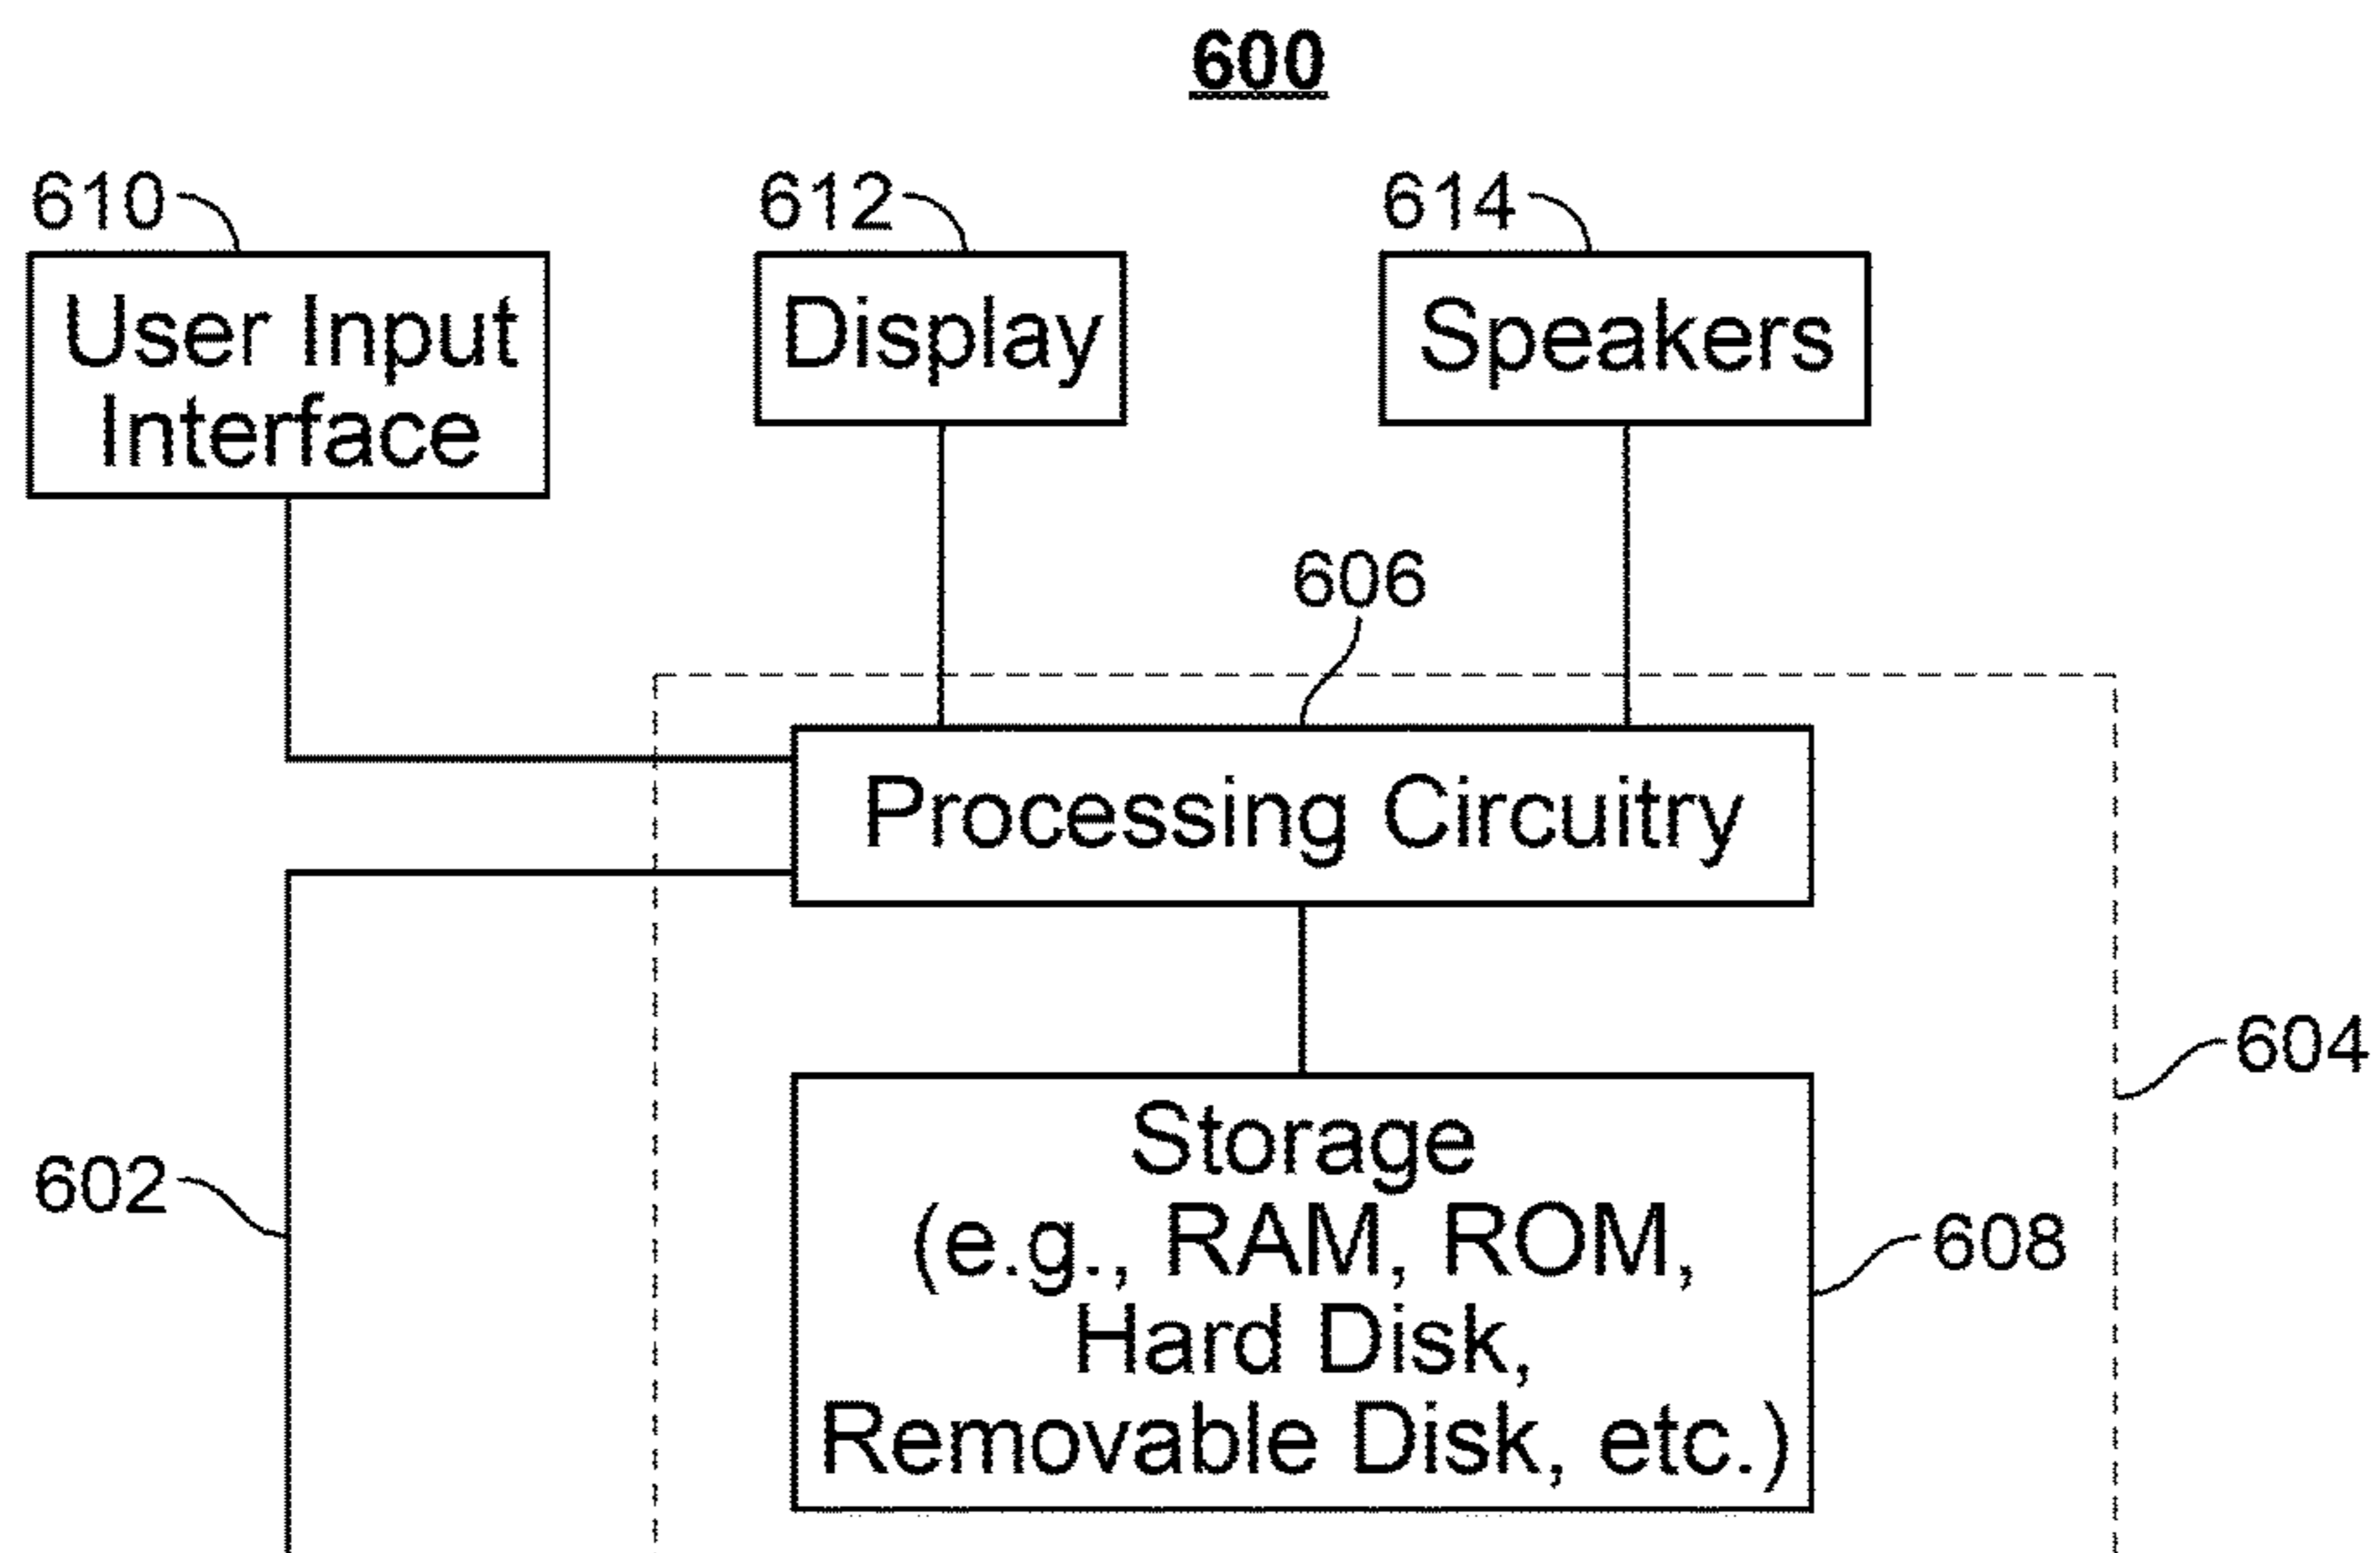 600
610
612
614
User Input
Interface
Display
Speakers
606
Processing Circuitry
604
602
Storage
(e.g., RAM, ROM,
Hard Disk,
Removable Disk, etc.)
608